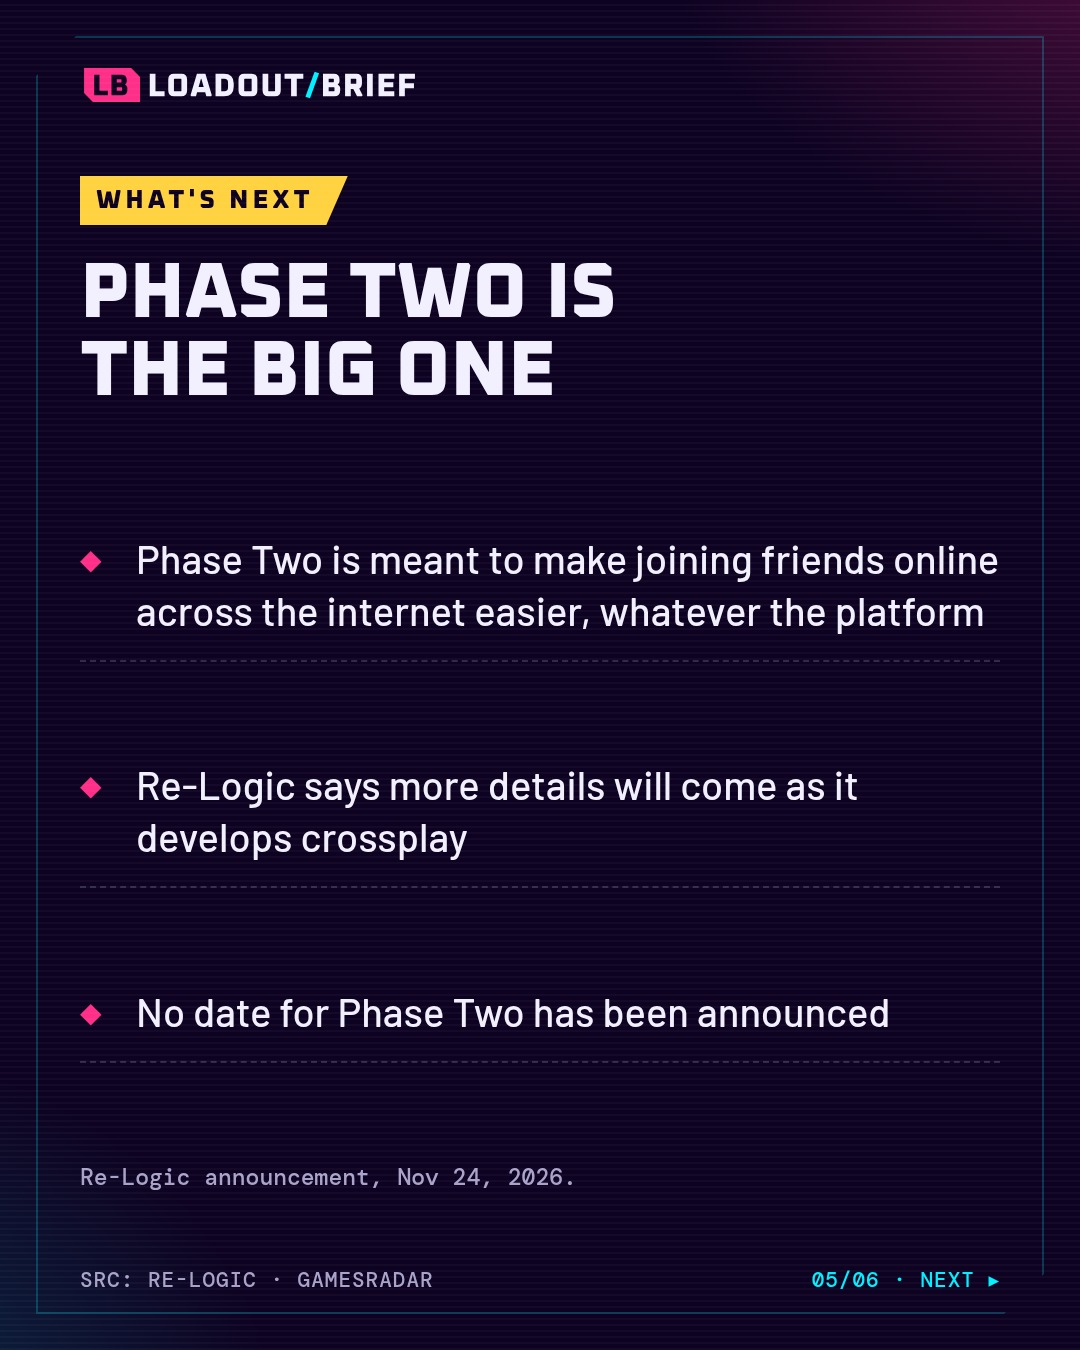 LB LOADOUT/BRIEF
WHAT'S NEXT
PHASE TWO IS
THE BIG ONE
Phase Two is meant to make joining friends online
across the internet easier, whatever the platform
Re-Logic says more details will come as it
develops crossplay
No date for Phase Two has been announced
Re-Logic announcement, Nov 24, 2026.
SRC: RE-LOGIC · GAMESRADAR
05/06 · NEXT ▶